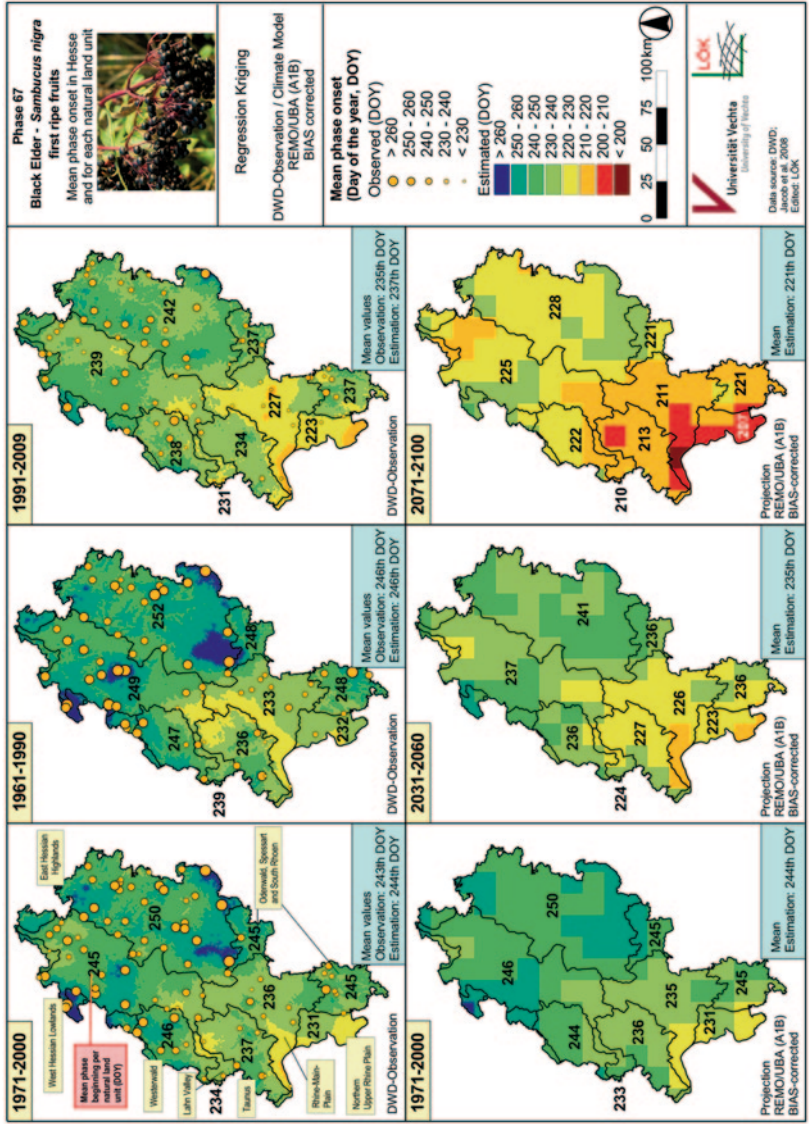 1971-2000
West Hessian Lowlands
East Hessian
Highlands
Mean phase
beginning per
natural land
unit (DOY)
Westerwald
Lahn Valley
Taunus
Rhine-Main-
Plain
Northern
Upper Rhine Plain
Odenwald, Spessart
and South Rhoen
245
250
246
234
237
236
245
231
245
DWD-Observation
Mean values
Observation: 243th DOY
Estimation: 244th DOY
1961-1990
249
252
247
239
236
233
248
232
248
DWD-Observation
Mean values
Observation: 246th DOY
Estimation: 246th DOY
1991-2009
239
242
238
231
234
227
237
223
237
DWD-Observation
Mean values
Observation: 235th DOY
Estimation: 237th DOY
Phase 67
Black Elder - Sambucus nigra
first ripe fruits
Mean phase onset in Hesse
and for each natural land unit
Regression Kriging
DWD-Observation / Climate Model
REMO/UBA (A1B)
BIAS corrected
Mean phase onset
(Day of the year, DOY)
Observed (DOY)
> 260
250-260
240-250
230-240
< 230
Estimated (DOY)
> 260
250-260
240-250
230-240
220-230
210-220
200-210
< 200
0 25 50 75 100 km
Universität Vechta
University of Vechta
LÖK
Data source: DWD;
Jacob et al. 2008
Edited: LÖK
1971-2000
246
250
244
233
236
235
245
231
245
Projection
REMO/UBA (A1B)
BIAS-corrected
Mean
Estimation: 244th DOY
2031-2060
237
241
236
224
227
226
236
223
236
Projection
REMO/UBA (A1B)
BIAS-corrected
Mean
Estimation: 235th DOY
2071-2100
225
228
222
210
213
211
221
207
221
Projection
REMO/UBA (A1B)
BIAS-corrected
Mean
Estimation: 221th DOY